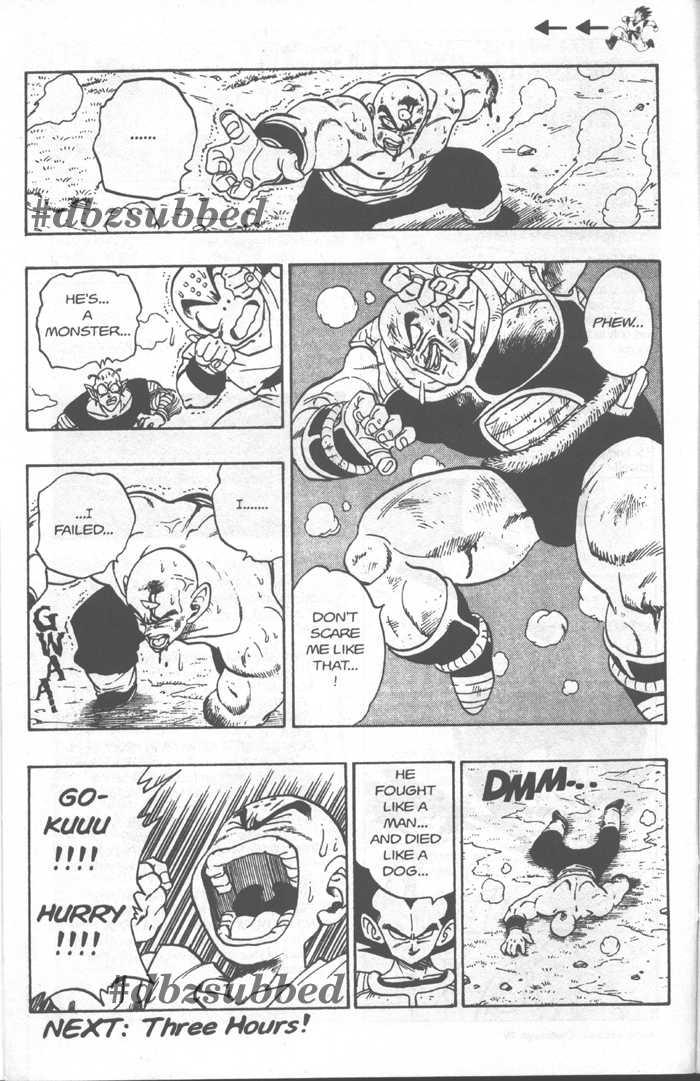 ......
#dbzsubbed
PHEW...
DON'T
SCARE
ME LIKE
THAT...
!
HE'S...
A
MONSTER...
I.......
...I
FAILED...
GWAA!
DMM...
HE
FOUGHT
LIKE A
MAN...
AND DIED
LIKE A
DOG...
GO-
KUUU
!!!!
HURRY
!!!!
#dbzsubbed
NEXT: Three Hours!